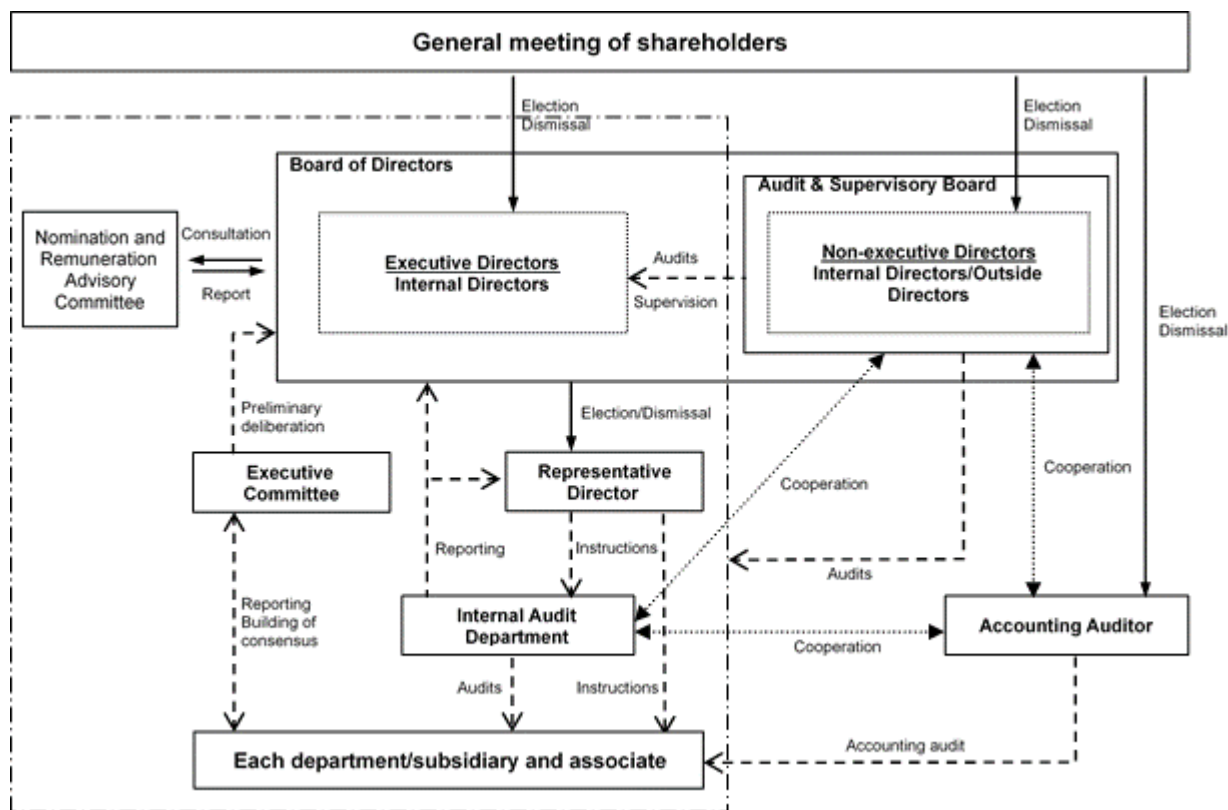 General meeting of shareholders
Election
Dismissal
Election
Dismissal
Board of Directors
Audit & Supervisory Board
Nomination and
Remuneration
Advisory
Committee
Consultation
Report
Executive Directors
Internal Directors
Audits
Supervision
Non-executive Directors
Internal Directors/Outside
Directors
Election
Dismissal
Preliminary
deliberation
Election/Dismissal
Executive
Committee
Representative
Director
Cooperation
Cooperation
Reporting
Instructions
Audits
Reporting
Building of
consensus
Internal Audit
Department
Accounting Auditor
Cooperation
Audits
Instructions
Each department/subsidiary and associate
Accounting audit